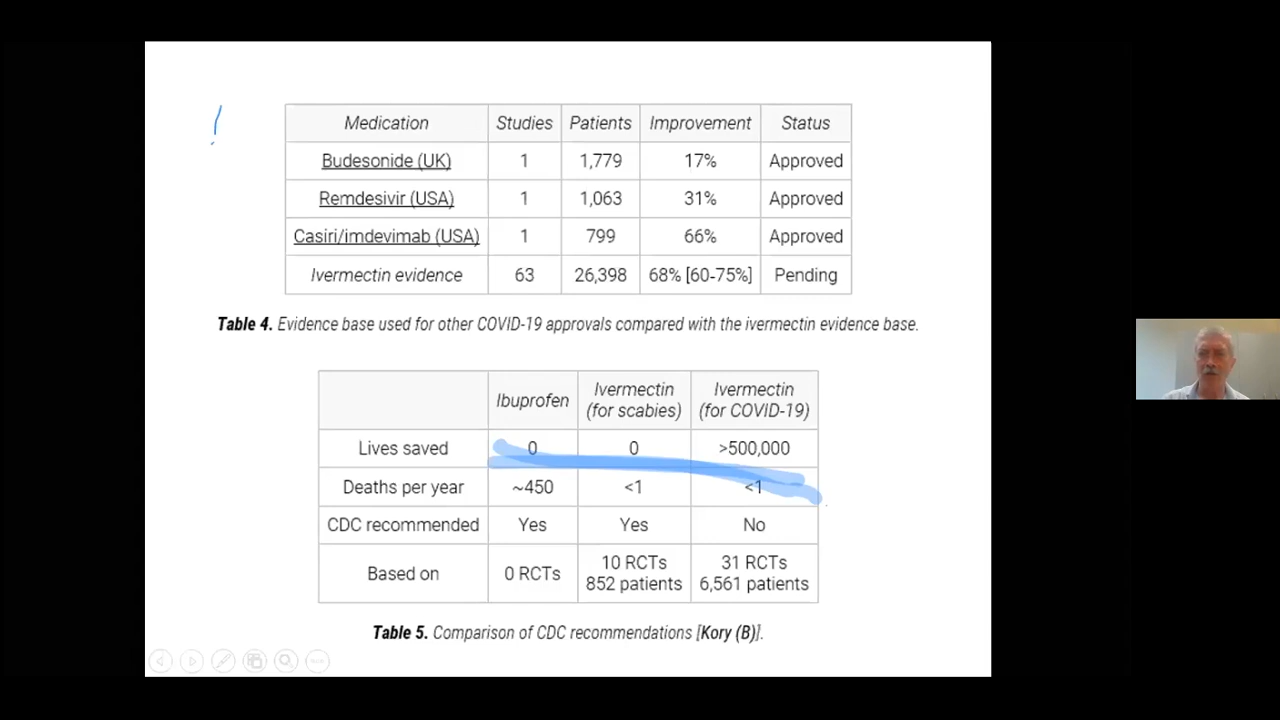 !
Medication Studies Patients Improvement Status
Budesonide (UK) 1 1,779 17% Approved
Remdesivir (USA) 1 1,063 31% Approved
Casiri/imdevimab (USA) 1 799 66% Approved
Ivermectin evidence 63 26,398 68% [60-75%] Pending
Table 4. Evidence base used for other COVID-19 approvals compared with the ivermectin evidence base.
Ibuprofen Ivermectin (for scabies) Ivermectin (for COVID-19)
Lives saved 0 0 >500,000
Deaths per year ~450 <1 <1
CDC recommended Yes Yes No
Based on 0 RCTs 10 RCTs 852 patients 31 RCTs 6,561 patients
Table 5. Comparison of CDC recommendations [Kory (B)].